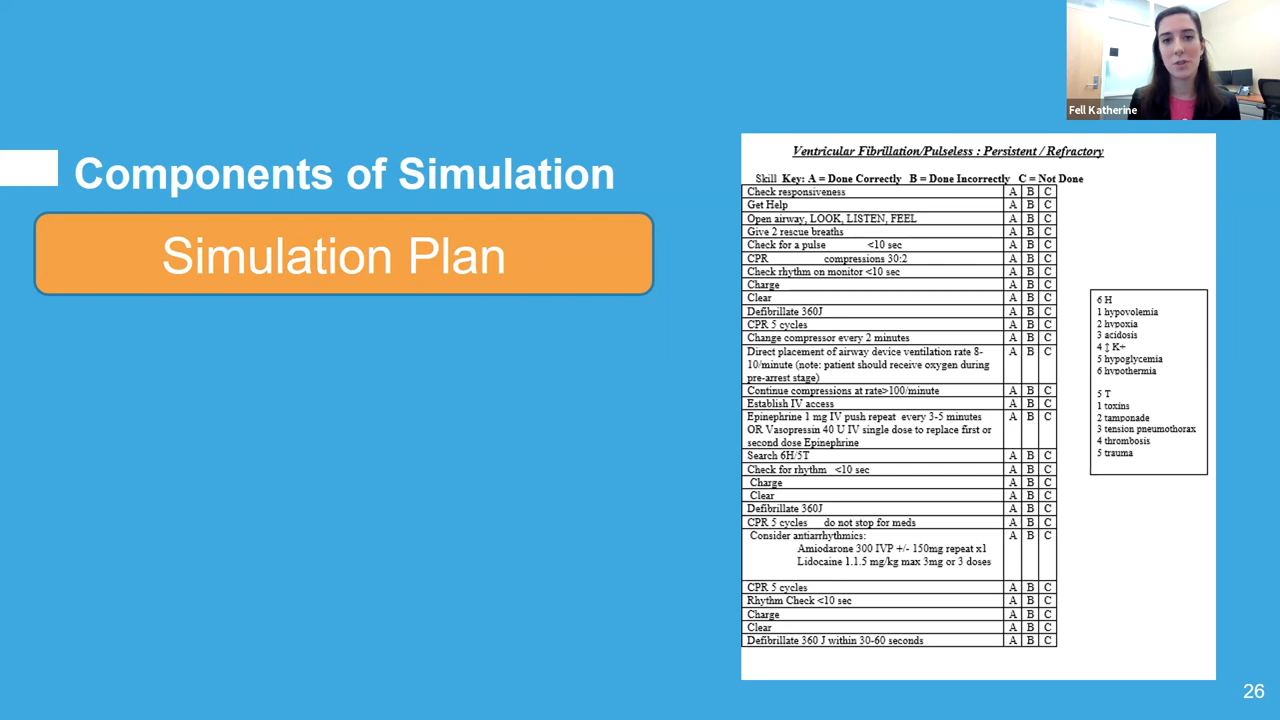 Fell Katherine
Components of Simulation
Simulation Plan
Ventricular Fibrillation/Pulseless : Persistent / Refractory
Skill Key: A = Done Correctly B = Done Incorrectly C = Not Done
Check responsiveness A B C
Get Help A B C
Open airway, LOOK, LISTEN, FEEL A B C
Give 2 rescue breaths A B C
Check for a pulse <10 sec A B C
CPR compressions 30:2 A B C
Check rhythm on monitor <10 sec A B C
Charge A B C
Clear A B C
Defibrillate 360J A B C
CPR 5 cycles A B C
Change compressor every 2 minutes A B C
Direct placement of airway device ventilation rate 8- A B C
10/minute (note: patient should receive oxygen during
pre-arrest stage)
Continue compressions at rate>100/minute A B C
Establish IV access A B C
Epinephrine 1 mg IV push repeat every 3-5 minutes A B C
OR Vasopressin 40 U IV single dose to replace first or
second dose Epinephrine
Search 6H/5T A B C
Check for rhythm <10 sec A B C
Charge A B C
Clear A B C
Defibrillate 360J A B C
CPR 5 cycles do not stop for meds A B C
Consider antiarrhythmics: A B C
Amiodarone 300 IVP +/- 150mg repeat x1
Lidocaine 1.1.5 mg/kg max 3mg or 3 doses
CPR 5 cycles A B C
Rhythm Check <10 sec A B C
Charge A B C
Clear A B C
Defibrillate 360 J within 30-60 seconds A B C
6 H
1 hypovolemia
2 hypoxia
3 acidosis
4 ↕ K+
5 hypoglycemia
6 hypothermia
5 T
1 toxins
2 tamponade
3 tension pneumothorax
4 thrombosis
5 trauma
26